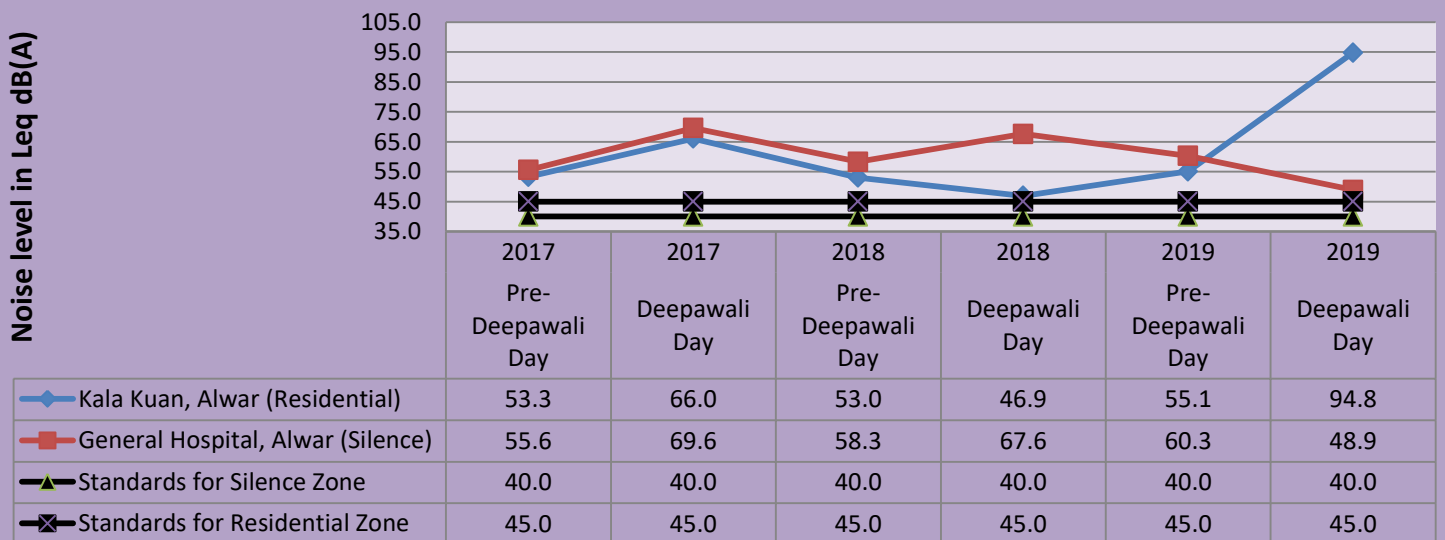 Noise level in Leq dB(A)
105.0
95.0
85.0
75.0
65.0
55.0
45.0
35.0
2017 2017 2018 2018 2019 2019
Pre-
Deepawali
Day Deepawali
Day Pre-
Deepawali
Day Deepawali
Day Pre-
Deepawali
Day Deepawali
Day
Kala Kuan, Alwar (Residential) 53.3 66.0 53.0 46.9 55.1 94.8
General Hospital, Alwar (Silence) 55.6 69.6 58.3 67.6 60.3 48.9
Standards for Silence Zone 40.0 40.0 40.0 40.0 40.0 40.0
Standards for Residential Zone 45.0 45.0 45.0 45.0 45.0 45.0